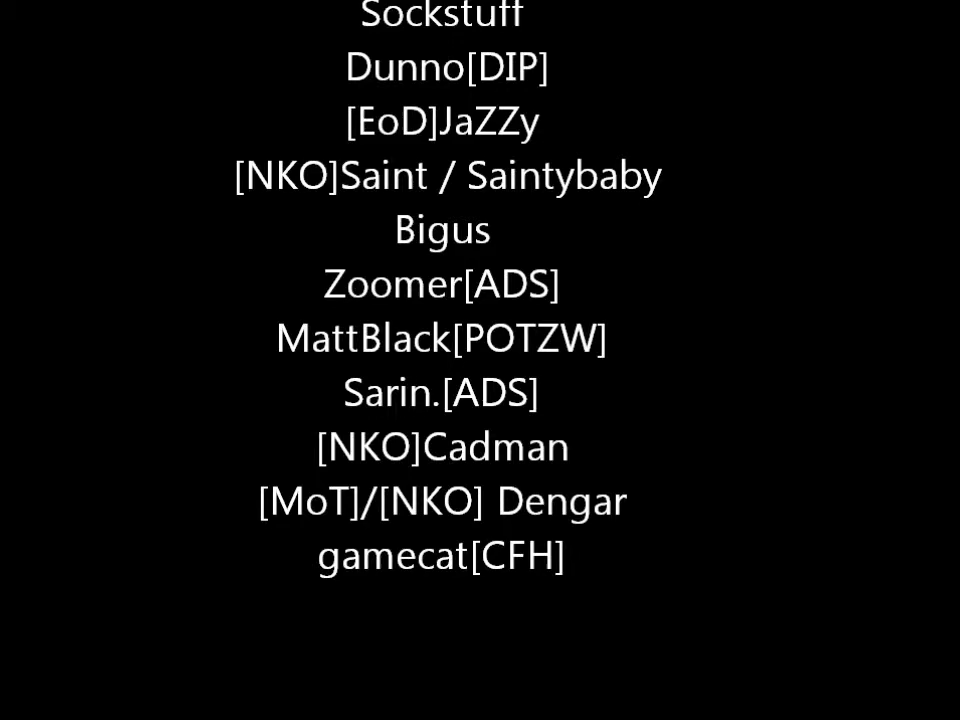 Sockstuff
Dunno[DIP]
[EoD]JaZZy
[NKO]Saint / Saintybaby
Bigus
Zoomer[ADS]
MattBlack[POTZW]
Sarin.[ADS]
[NKO]Cadman
[MoT]/[NKO] Dengar
gamecat[CFH]